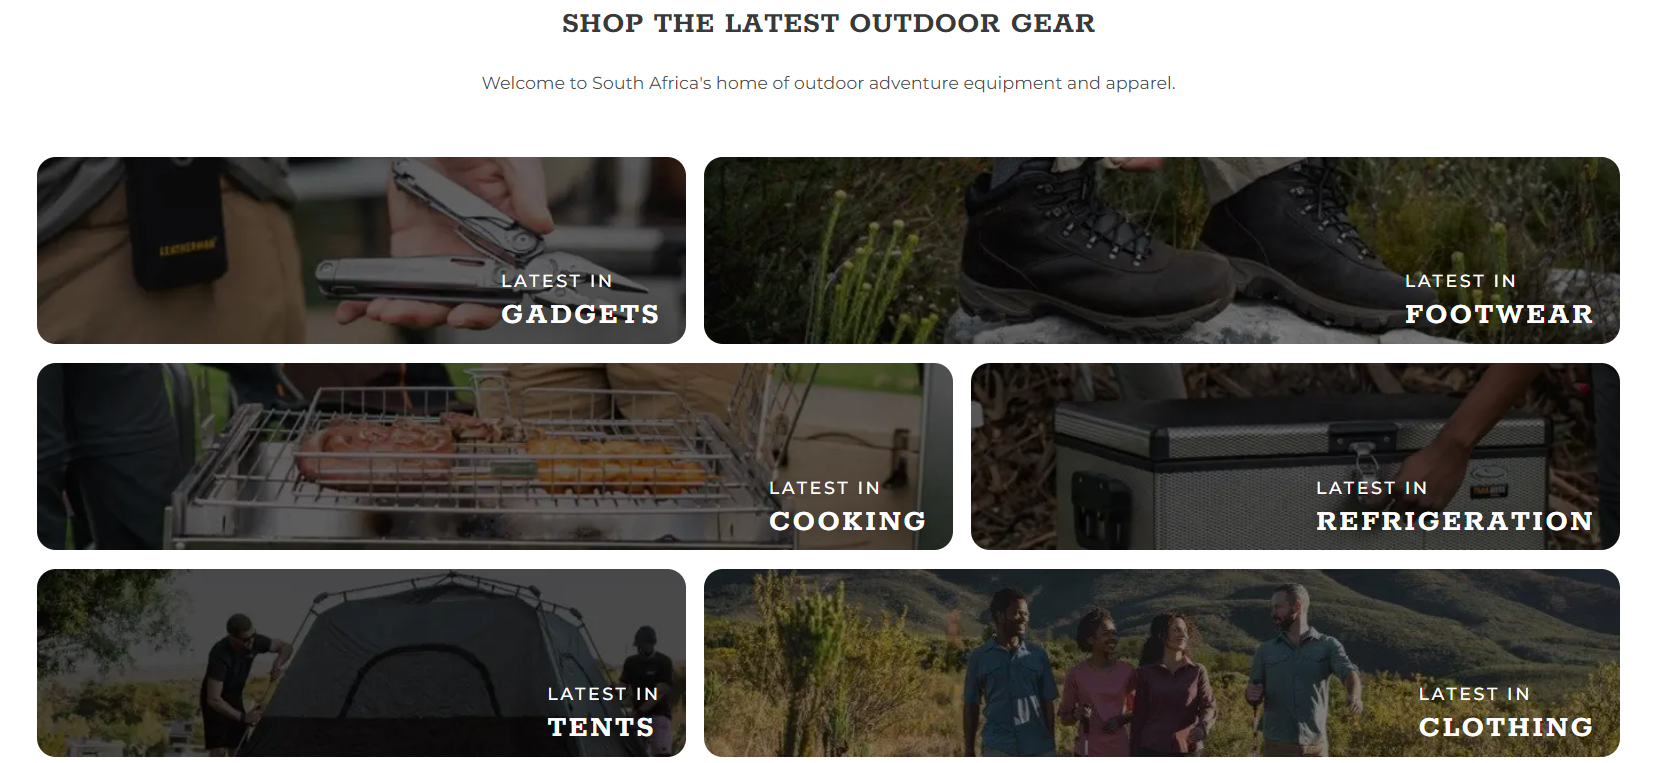 SHOP THE LATEST OUTDOOR GEAR
Welcome to South Africa's home of outdoor adventure equipment and apparel.
LEATHERMAN
LATEST IN
GADGETS
LATEST IN
FOOTWEAR
LATEST IN
COOKING
LATEST IN
REFRIGERATION
LATEST IN
TENTS
LATEST IN
CLOTHING